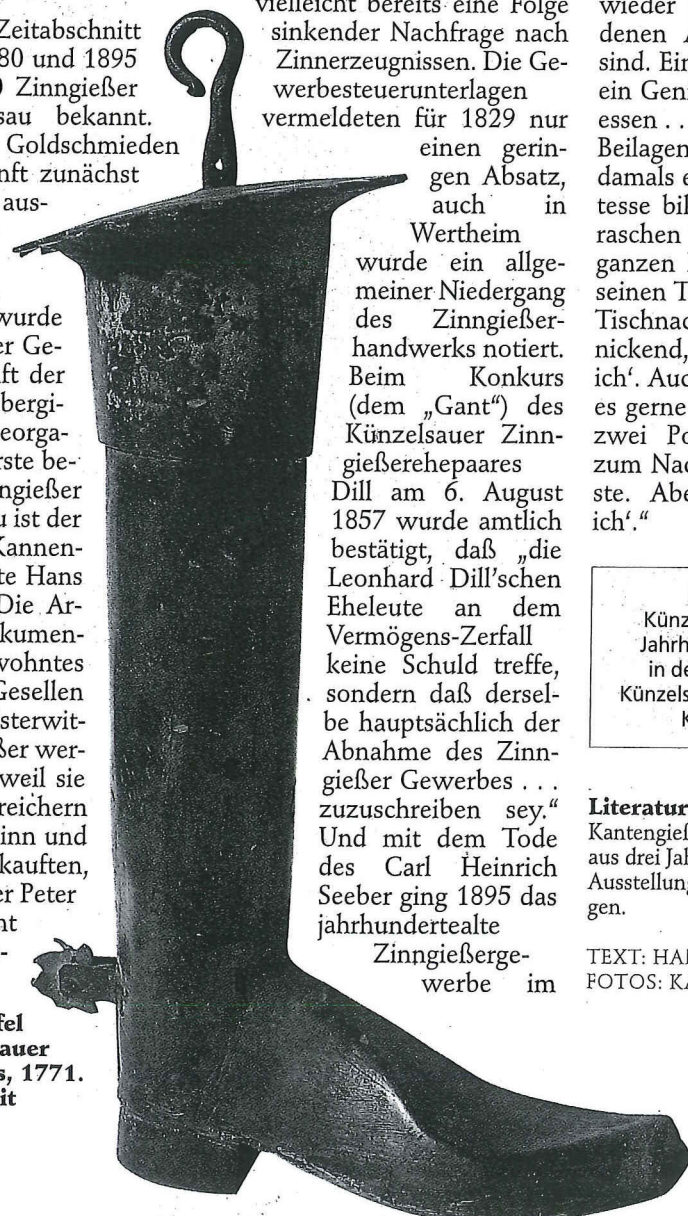 Zeitabschnitt
80 und 1895
Zinngießer
sau bekannt.
Goldschmieden
nft zunächst
aus-
wurde
er Ge-
ft der
bergi-
eorga-
rste be-
ngießer
u ist der
Kannen-
te Hans
Die Ar-
kumen-
wohntes
Gesellen
sterwit-
ßer wer-
weil sie
reichern
inn und
kauften,
er Peter
nt
-
fel
auer
s, 1771.
it
vielleicht bereits eine Folge
sinkender Nachfrage nach
Zinnerzeugnissen. Die Ge-
werbesteuerunterlagen
vermeldeten für 1829 nur
einen gerin-
gen Absatz,
auch in
Wertheim
wurde ein allge-
meiner Niedergang
des Zinngießer-
handwerks notiert.
Beim Konkurs
(dem „Gant“) des
Künzelsauer Zinn-
gießerehepaares
Dill am 6. August
1857 wurde amtlich
bestätigt, daß „die
Leonhard Dill'schen
Eheleute an dem
Vermögens-Zerfall
keine Schuld treffe,
sondern daß dersel-
be hauptsächlich der
Abnahme des Zinn-
gießer Gewerbes . . .
zuzuschreiben sey.“
Und mit dem Tode
des Carl Heinrich
Seeber ging 1895 das
jahrhundertealte
Zinngießerge-
werbe im
wieder
denen A
sind. Ein
ein Geni
essen . .
Beilagen
damals e
tesse bil
raschen
ganzen
seinen T
Tischnac
nickend,
ich‘. Auc
es gerne
zwei Po
zum Nac
ste. Abe
ich‘.“
Künz
Jahrh
in de
Künzels
K
Literatur
Kantengieß
aus drei Jah
Ausstellung
gen.
TEXT: HAR
FOTOS: KA